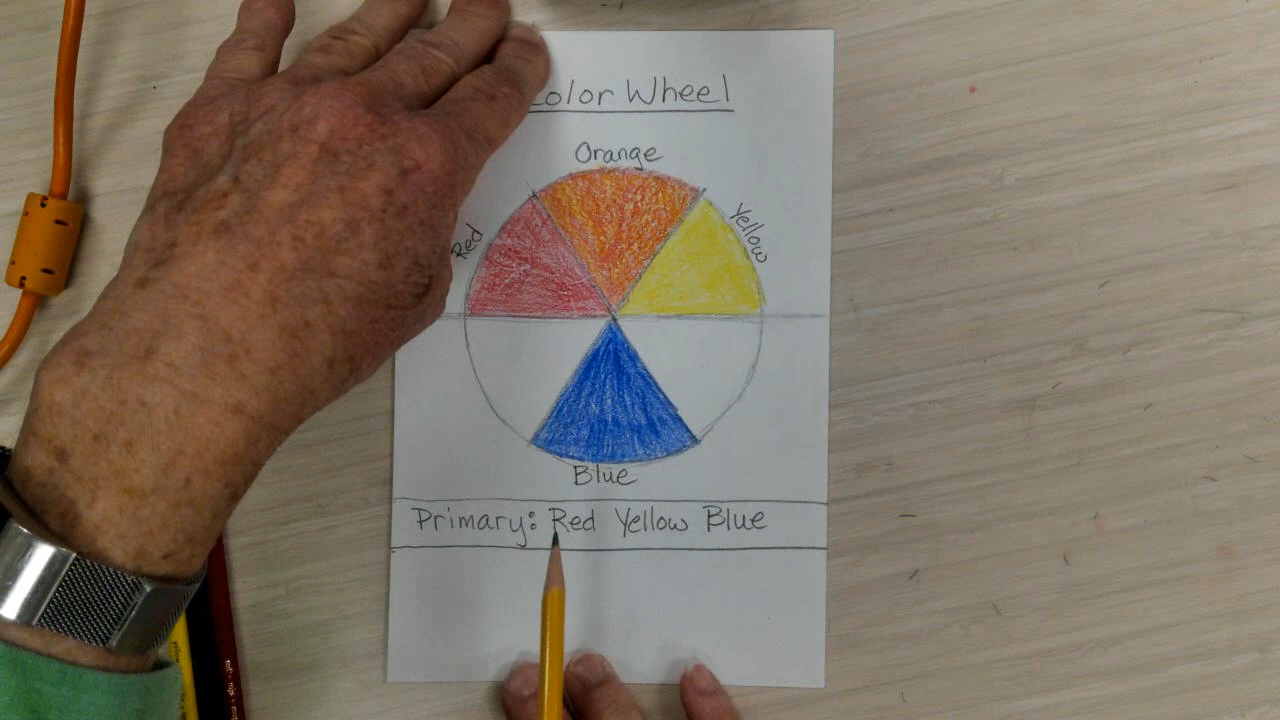 olor Wheel
Orange
Red
Yellow
Blue
Primary: Red Yellow Blue